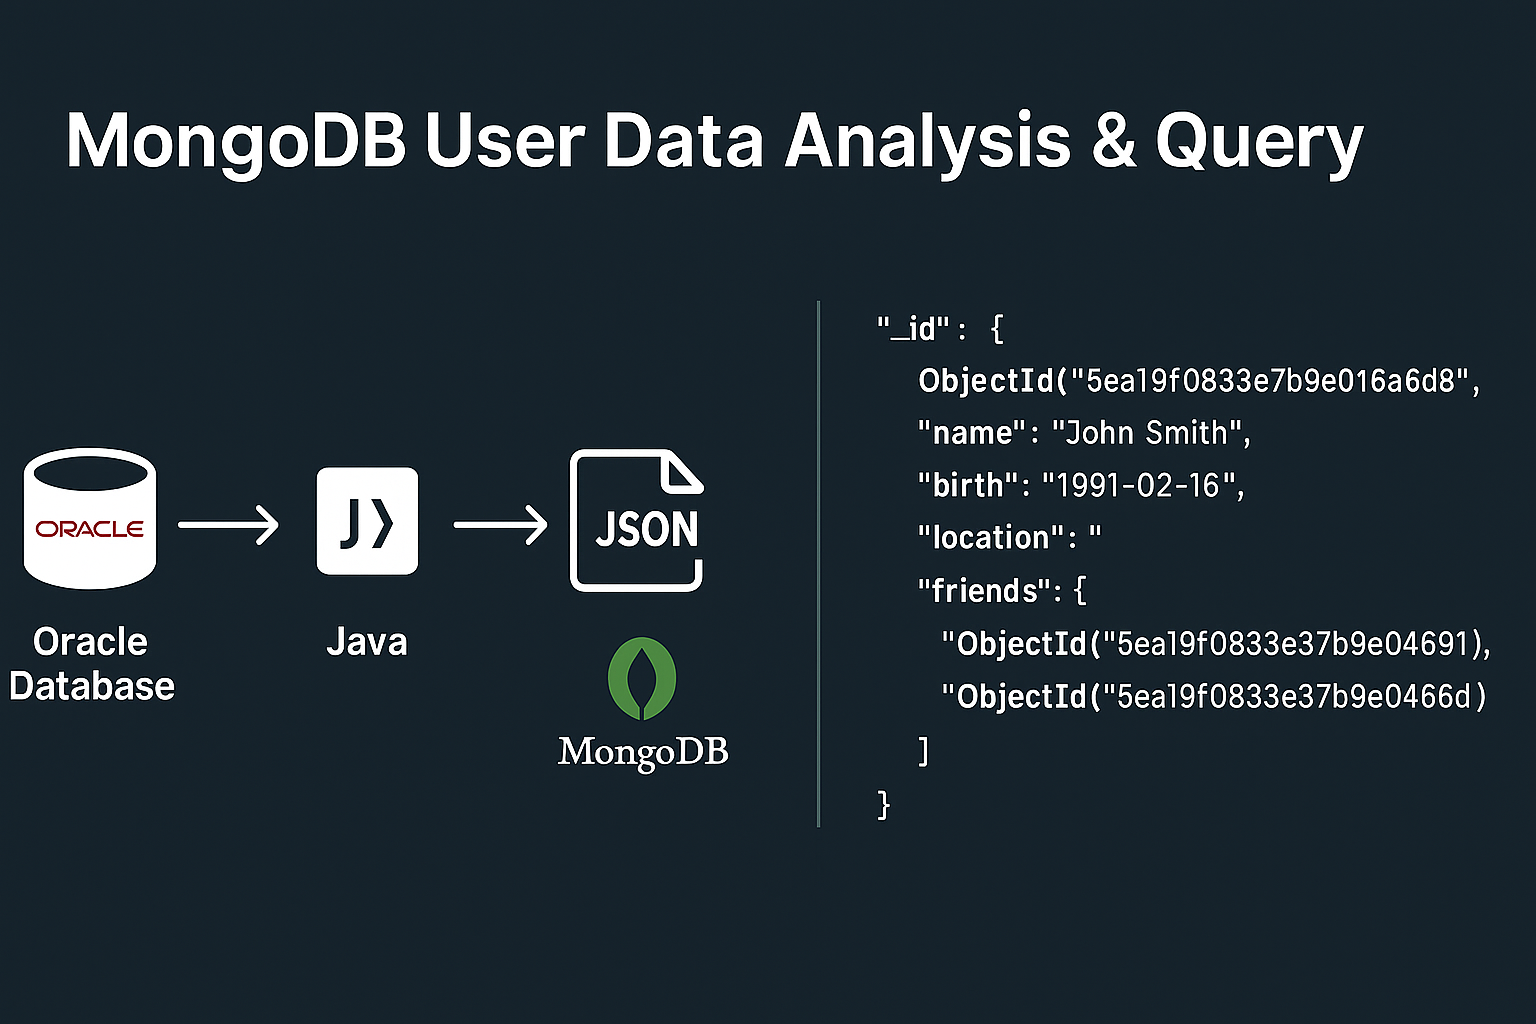 MongoDB User Data Analysis & Query
ORACLE
Oracle
Database
J❯
Java
JSON
MongoDB
"_id": {
ObjectId("5ea19f0833e7b9e016a6d8",
"name": "John Smith",
"birth": "1991-02-16",
"location": "
"friends": {
"ObjectId("5ea19f0833e37b9e04691),
"ObjectId("5ea19f0833e37b9e0466d)
]
}